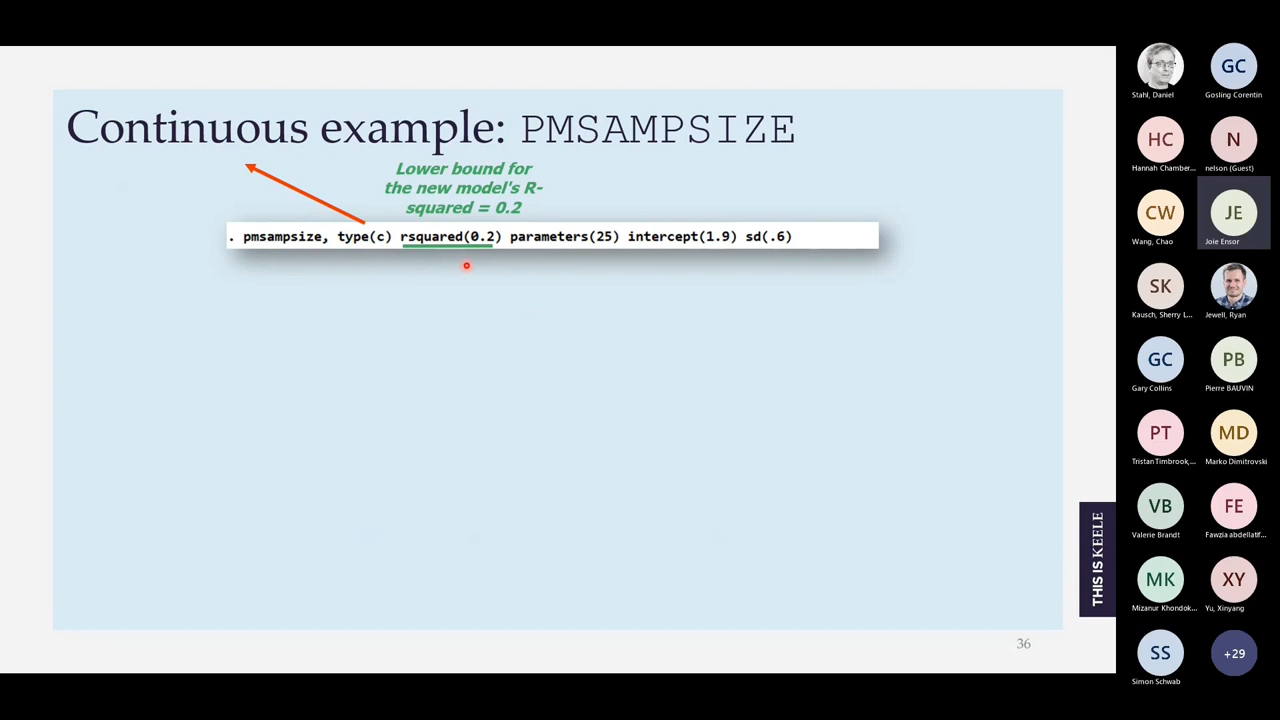 Continuous example: PMSAMPSIZE
Lower bound for
the new model's R-
squared = 0.2
. pmsampsize, type(c) rsquared(0.2) parameters(25) intercept(1.9) sd(.6)
THIS IS KEELE
36
Stahl, Daniel
GC
Gosling Corentin
HC
Hannah Chamber...
N
nelson (Guest)
CW
Wang, Chao
JE
Joie Ensor
SK
Kausch, Sherry L...
Jewell, Ryan
GC
Gary Collins
PB
Pierre BAUVIN
PT
Tristan Timbrook,...
MD
Marko Dimitrovski
VB
Valerie Brandt
FE
Fawzia abdellatif...
MK
Mizanur Khondok...
XY
Yu, Xinyang
SS
Simon Schwab
+29